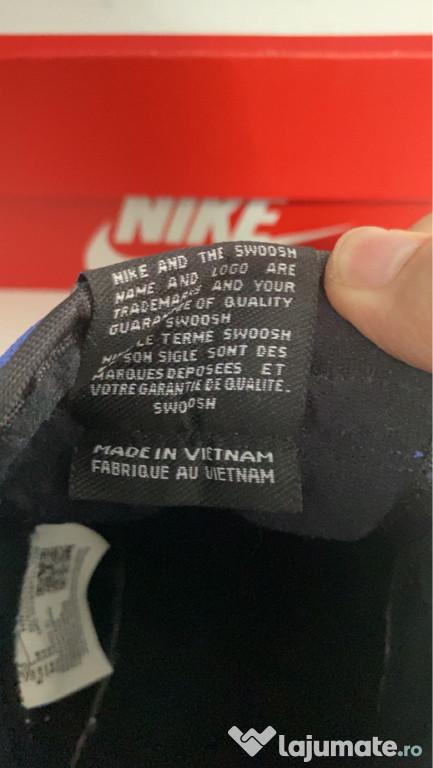 NIKE
NIKE AND THE SWOOSH
NAME AND LOGO ARE
TRADEMARKS AND YOUR
OF QUALITY
SWOOSH
LE TERME SWOOSH
SON SIGLE SONT DES
MARQUES DEPOSEES ET
VOTRE GARANTIE DE QUALITE.
SWOOSH
MADE IN VIETNAM
FABRIQUE AU VIETNAM
lajumate.ro